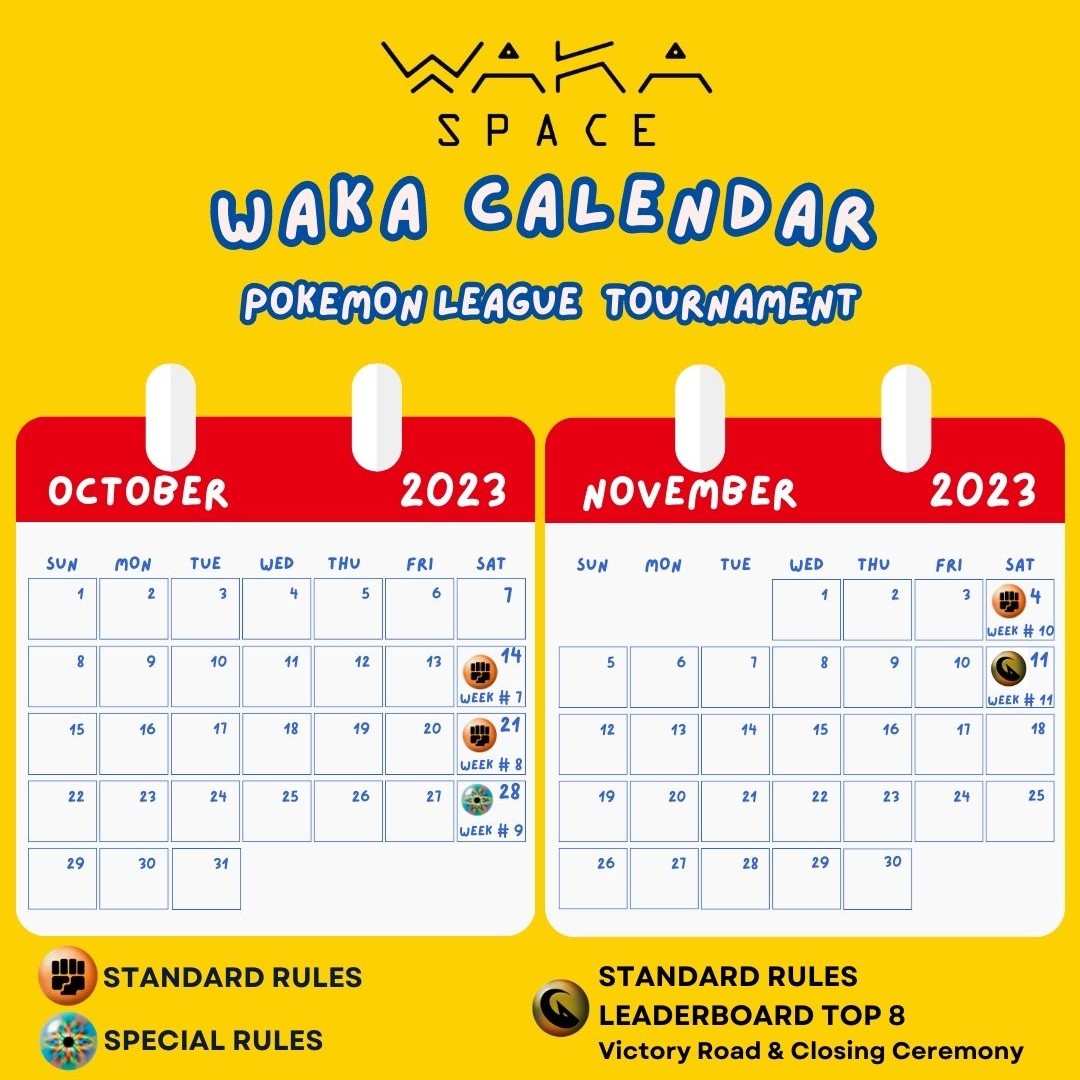 WAKA
SPACE
WAKA CALENDAR
POKEMON LEAGUE TOURNAMENT
OCTOBER 2023
SUN MON TUE WED THU FRI SAT
1 2 3 4 5 6 7
8 9 10 11 12 13 14
WEEK # 7
15 16 17 18 19 20 21
WEEK # 8
22 23 24 25 26 27 28
WEEK # 9
29 30 31
NOVEMBER 2023
SUN MON TUE WED THU FRI SAT
1 2 3 4
WEEK # 10
5 6 7 8 9 10 11
WEEK # 11
12 13 14 15 16 17 18
19 20 21 22 23 24 25
26 27 28 29 30
STANDARD RULES
SPECIAL RULES
STANDARD RULES
LEADERBOARD TOP 8
Victory Road & Closing Ceremony